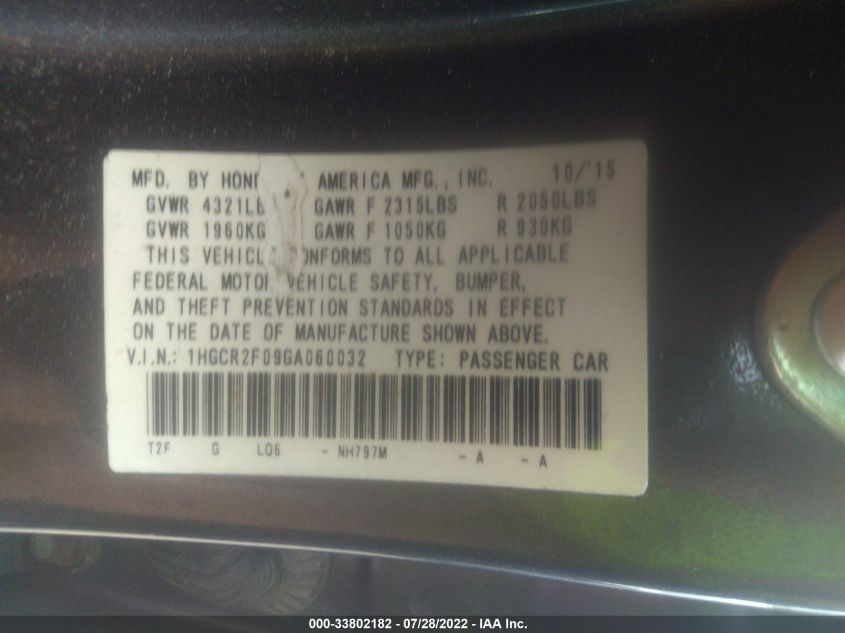 MFD. BY HOND AMERICA MFG., INC. 10/'15
GVWR 4321LB GAWR F 2315LBS R 2050LBS
GVWR 1960KG GAWR F 1050KG R 930KG
THIS VEHICL ONFORMS TO ALL APPLICABLE
FEDERAL MOTOR VEHICLE SAFETY, BUMPER,
AND THEFT PREVENTION STANDARDS IN EFFECT
ON THE DATE OF MANUFACTURE SHOWN ABOVE.
V.I.N.: 1HGCR2F09GA060032 TYPE: PASSENGER CAR
T2F G L06 - NH797M - A - A
000-33802182 - 07/28/2022 - IAA Inc.